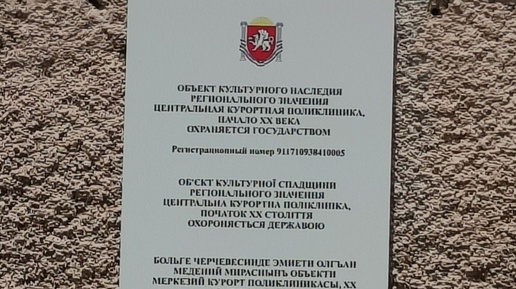 ОБЪЕКТ КУЛЬТУРНОГО НАСЛЕДИЯ
РЕГИОНАЛЬНОГО ЗНАЧЕНИЯ
ЦЕНТРАЛЬНАЯ КУРОРТНАЯ ПОЛИКЛИНИКА,
НАЧАЛО XX ВЕКА
ОХРАНЯЕТСЯ ГОСУДАРСТВОМ
Регистрационный номер 911710938410005
ОБ'ЄКТ КУЛЬТУРНОЇ СПАДЩИНИ
РЕГІОНАЛЬНОГО ЗНАЧЕННЯ
ЦЕНТРАЛЬНА КУРОРТНА ПОЛІКЛІНІКА,
ПОЧАТОК XX СТОЛІТТЯ
ОХОРОНЯЄТЬСЯ ДЕРЖАВОЮ
БОЛЬГЕ ЧЕРЧЕВЕСИНДЕ ЭМИЕТИ ОЛГЪАН
МЕДЕНИЙ МИРАСНЫНЪ ОБЪЕКТИ
МЕРКЕЗИЙ КУРОРТ ПОЛИКЛИНИКАСЫ, XX